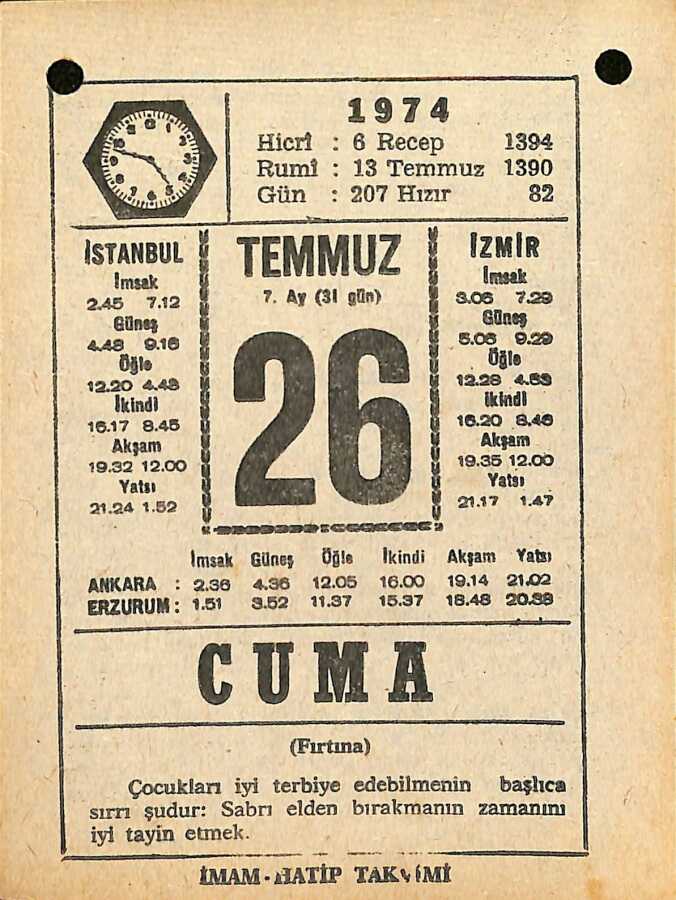 1974
Hicrî : 6 Recep 1394
Rumî : 13 Temmuz 1390
Gün : 207 Hızır 82
İSTANBUL
İmsak
2.45 7.12
Güneş
4.48 9.16
Öğle
12.20 4.48
İkindi
16.17 8.45
Akşam
19.32 12.00
Yatsı
21.24 1.52
TEMMUZ
7. Ay (31 gün)
26
İZMİR
İmsak
3.06 7.29
Güneş
5.06 9.29
Öğle
12.28 4.53
İkindi
16.20 8.46
Akşam
19.35 12.00
Yatsı
21.17 1.47
İmsak Güneş Öğle İkindi Akşam Yatsı
ANKARA : 2.36 4.36 12.05 16.00 19.14 21.02
ERZURUM : 1.51 3.52 11.37 15.37 18.48 20.38
CUMA
(Fırtına)
Çocukları iyi terbiye edebilmenin başlıca
sırrı şudur: Sabrı elden bırakmanın zamanını
iyi tayin etmek.
İMAM - HATİP TAKVİMİ